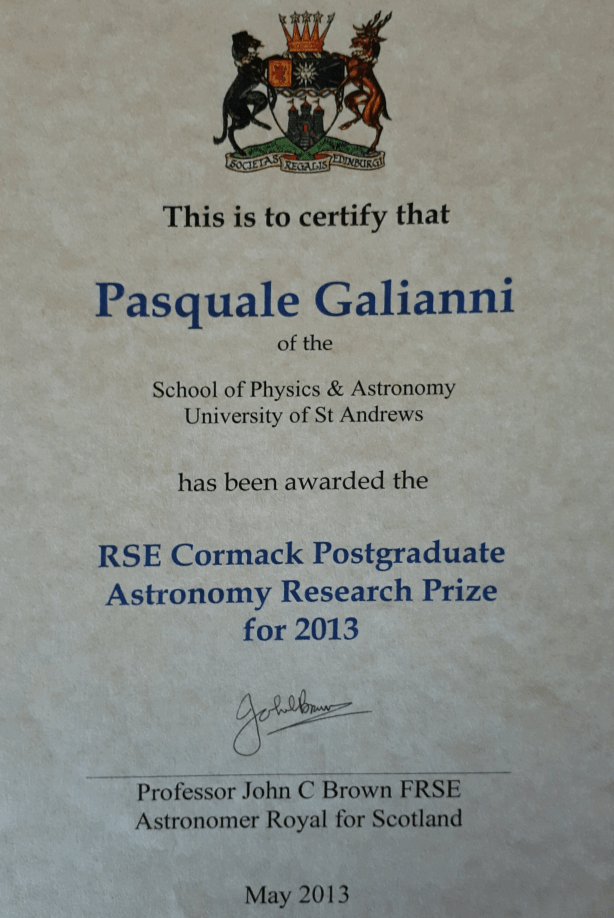 SOCIETAS REGALIS EDINBURGI
This is to certify that
Pasquale Galianni
of the
School of Physics & Astronomy
University of St Andrews
has been awarded the
RSE Cormack Postgraduate
Astronomy Research Prize
for 2013
Professor John C Brown FRSE
Astronomer Royal for Scotland
May 2013